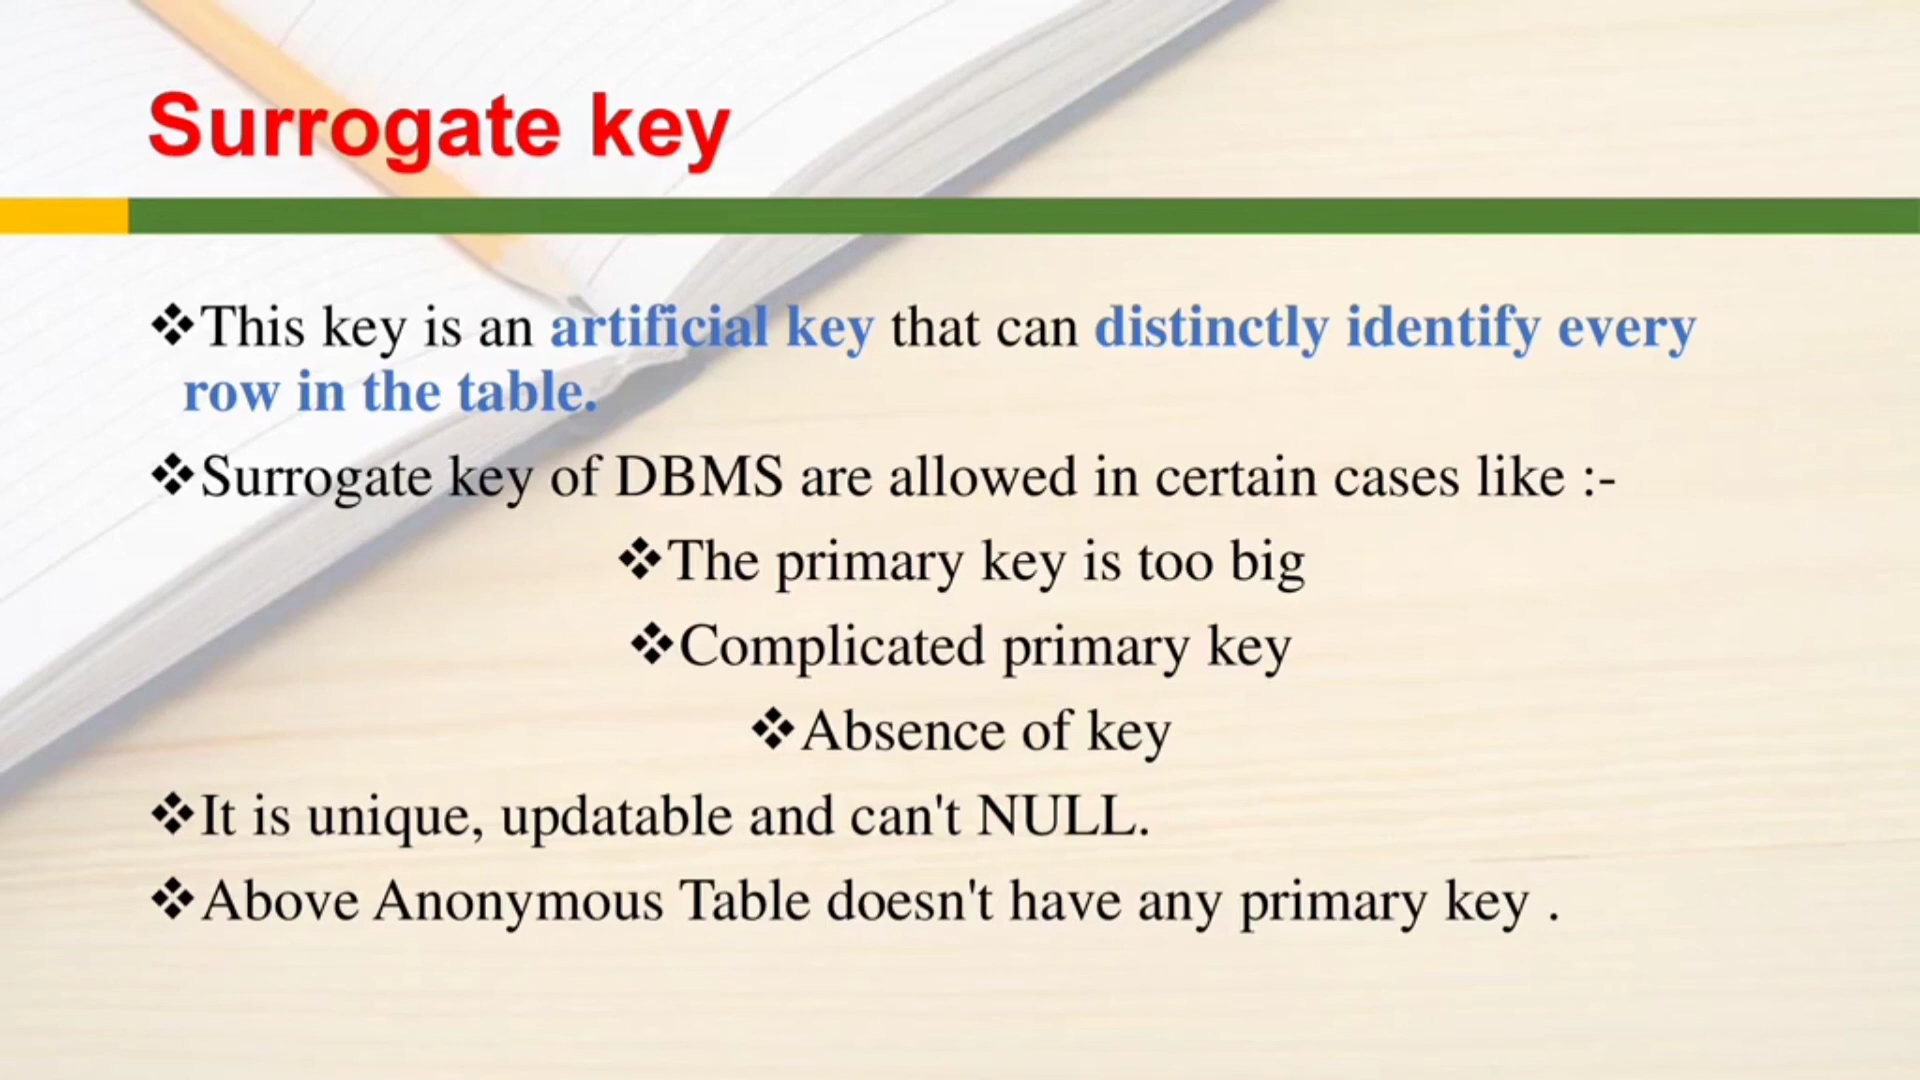 Surrogate key
❖This key is an artificial key that can distinctly identify every
row in the table.
❖Surrogate key of DBMS are allowed in certain cases like :-
❖The primary key is too big
❖Complicated primary key
❖Absence of key
❖It is unique, updatable and can't NULL.
❖Above Anonymous Table doesn't have any primary key .